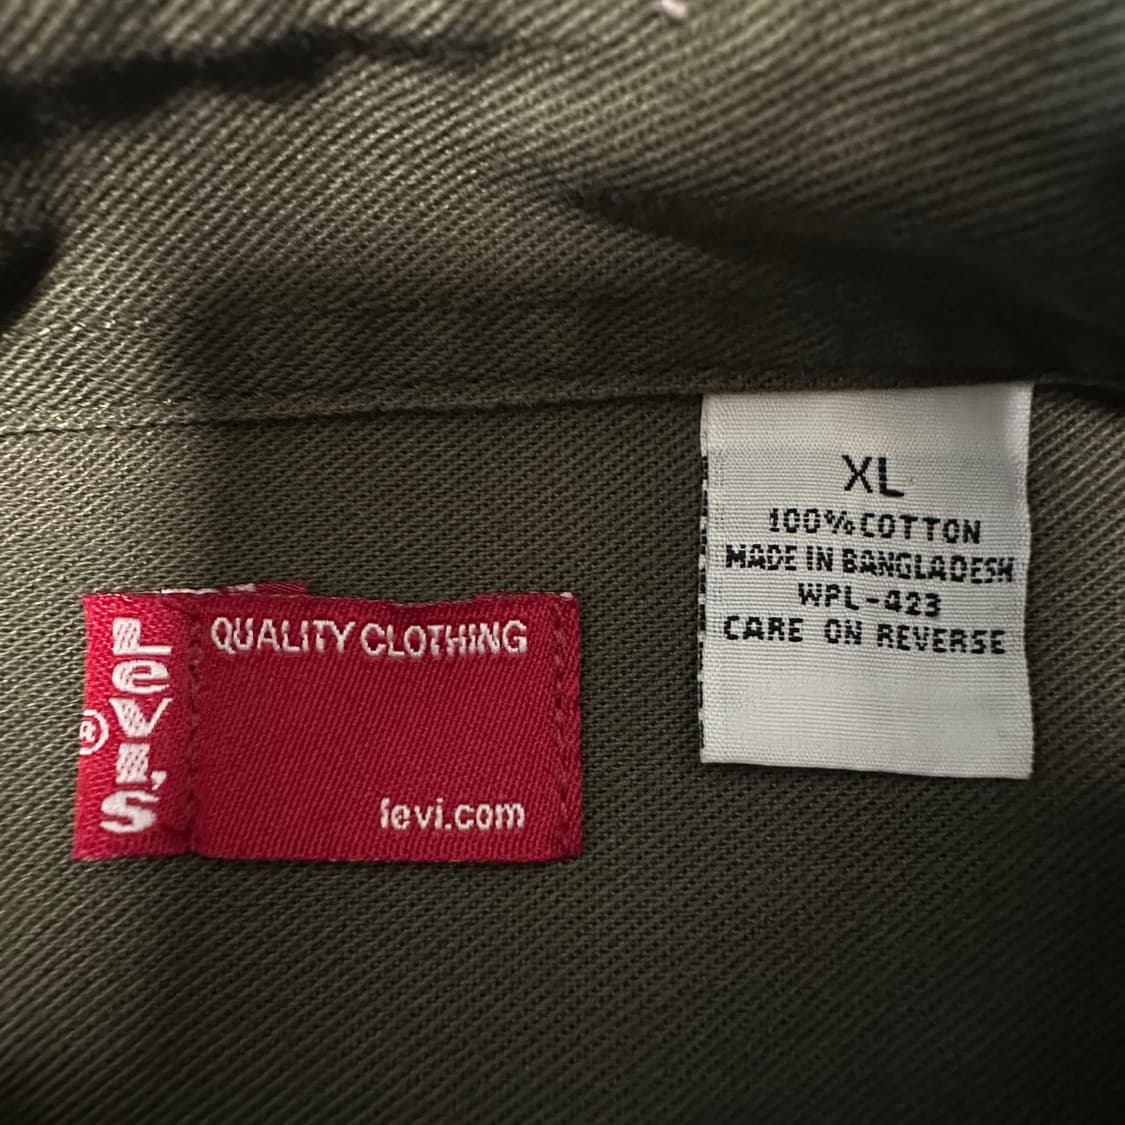 Levi's
®
QUALITY CLOTHING
levi.com
XL
100% COTTON
MADE IN BANGLADESH
WPL-423
CARE ON REVERSE